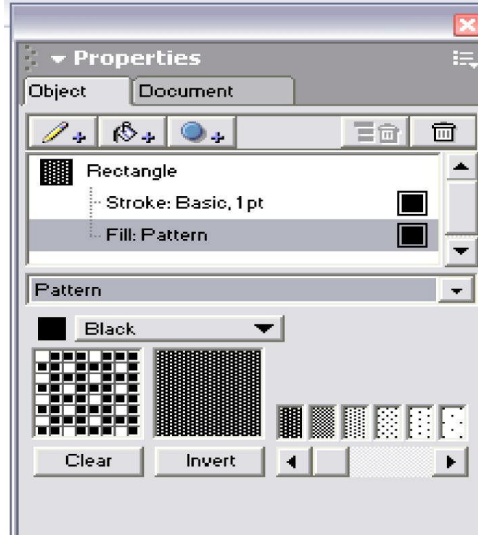 Properties
Object Document
Rectangle
Stroke: Basic, 1pt
Fill: Pattern
Pattern
Black
Clear Invert